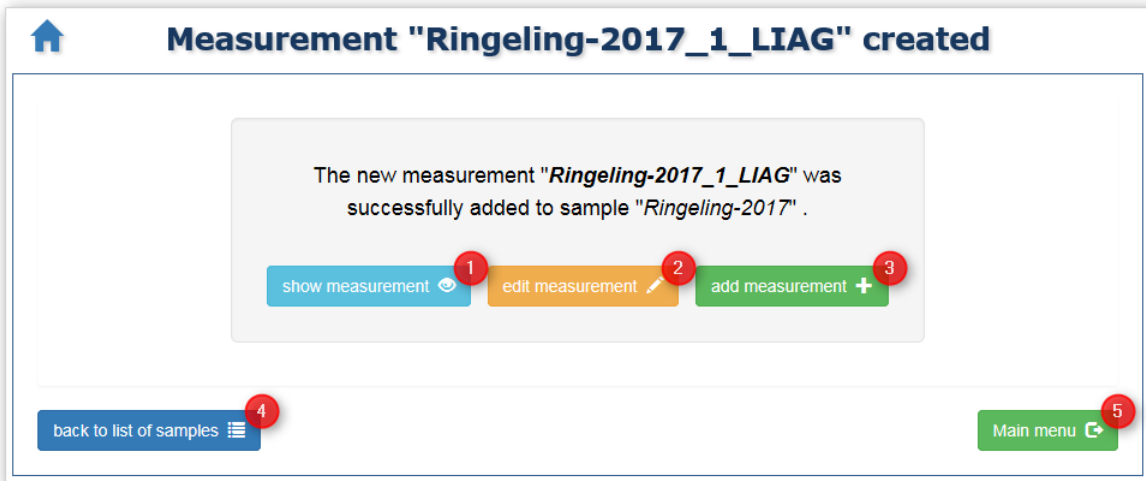 Measurement "Ringeling-2017_1_LIAG" created
The new measurement "Ringeling-2017_1_LIAG" was
successfully added to sample "Ringeling-2017" .
show measurement 1 edit measurement 2 add measurement 3
back to list of samples 4 Main menu 5